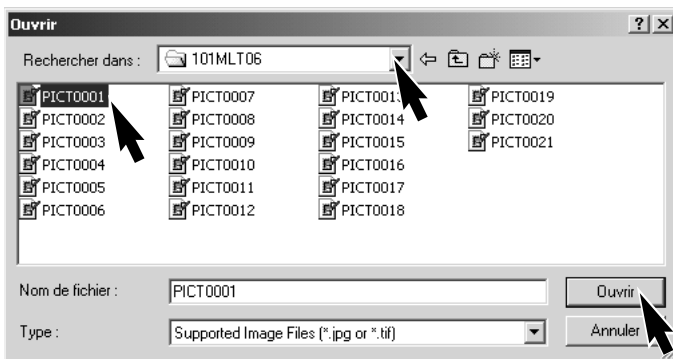 Ouvrir
Rechercher dans : 101MLT06
PICT0001 PICT0007 PICT0013 PICT0019
PICT0002 PICT0008 PICT0014 PICT0020
PICT0003 PICT0009 PICT0015 PICT0021
PICT0004 PICT0010 PICT0016
PICT0005 PICT0011 PICT0017
PICT0006 PICT0012 PICT0018
Nom de fichier : PICT0001 Ouvrir
Type : Supported Image Files (*.jpg or *.tif) Annuler